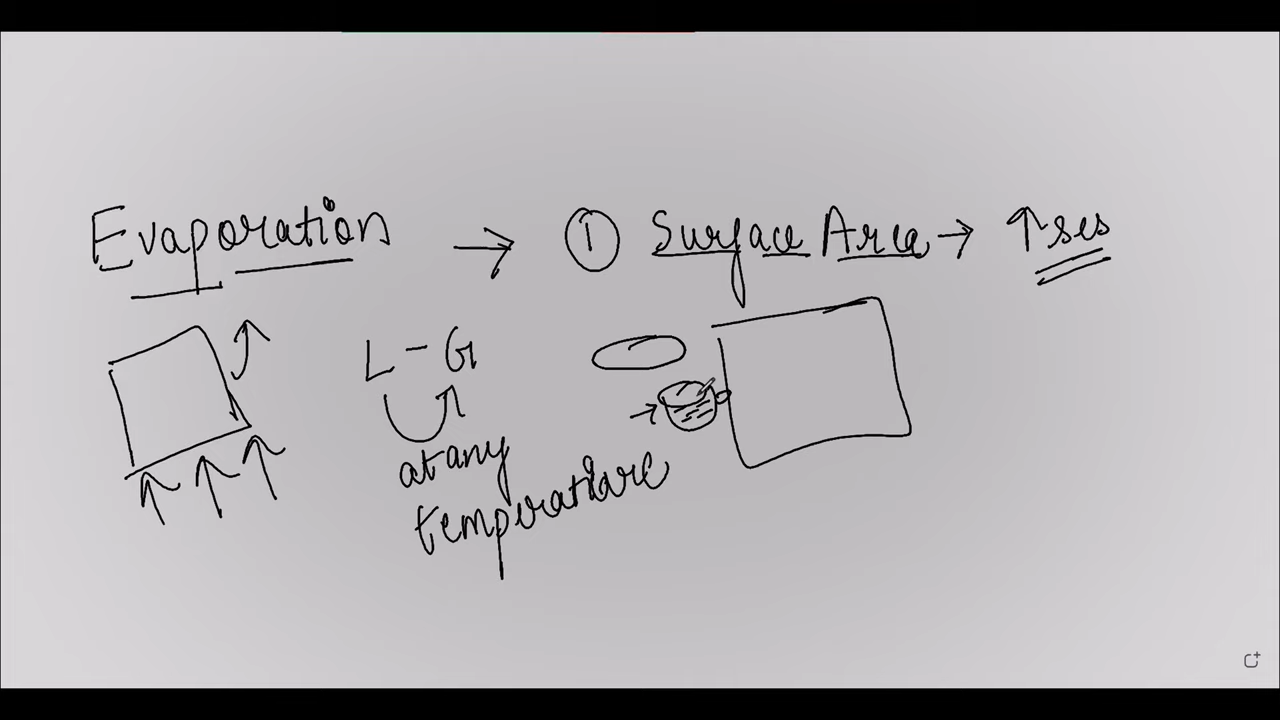 Evaporation → ① Surface Area → ↑ses
L - G
at any
temperature